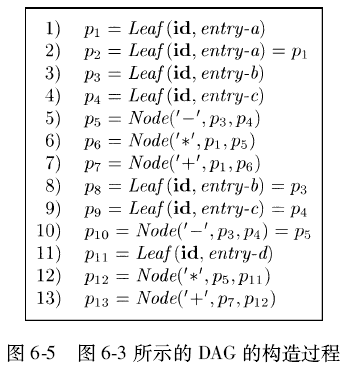 1) p₁ = Leaf(id, entry-a)
2) p₂ = Leaf(id, entry-a) = p₁
3) p₃ = Leaf(id, entry-b)
4) p₄ = Leaf(id, entry-c)
5) p₅ = Node('−', p₃, p₄)
6) p₆ = Node('*', p₁, p₅)
7) p₇ = Node('+', p₁, p₆)
8) p₈ = Leaf(id, entry-b) = p₃
9) p₉ = Leaf(id, entry-c) = p₄
10) p₁₀ = Node('−', p₃, p₄) = p₅
11) p₁₁ = Leaf(id, entry-d)
12) p₁₂ = Node('*', p₅, p₁₁)
13) p₁₃ = Node('+', p₇, p₁₂)
图 6-5 图 6-3 所示的 DAG 的构造过程